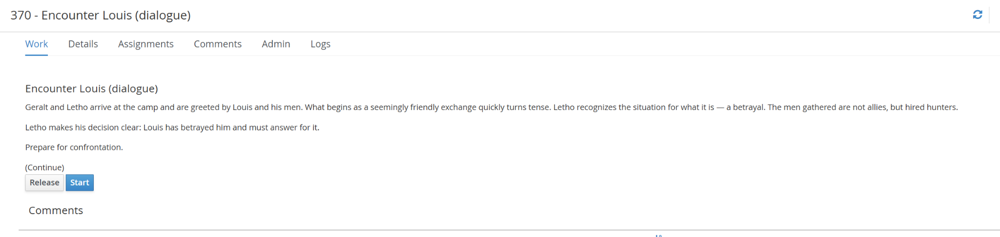 370 - Encounter Louis (dialogue)
Work Details Assignments Comments Admin Logs
Encounter Louis (dialogue)
Geralt and Letho arrive at the camp and are greeted by Louis and his men. What begins as a seemingly friendly exchange quickly turns tense. Letho recognizes the situation for what it is — a betrayal. The men gathered are not allies, but hired hunters.
Letho makes his decision clear: Louis has betrayed him and must answer for it.
Prepare for confrontation.
(Continue)
Release Start
Comments